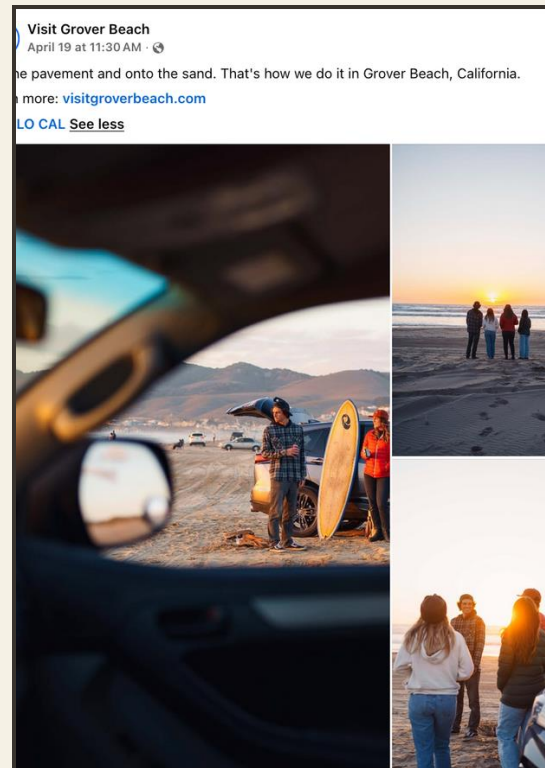 Visit Grover Beach
April 19 at 11:30 AM ·
he pavement and onto the sand. That's how we do it in Grover Beach, California.
more: visitgroverbeach.com
LO CAL See less